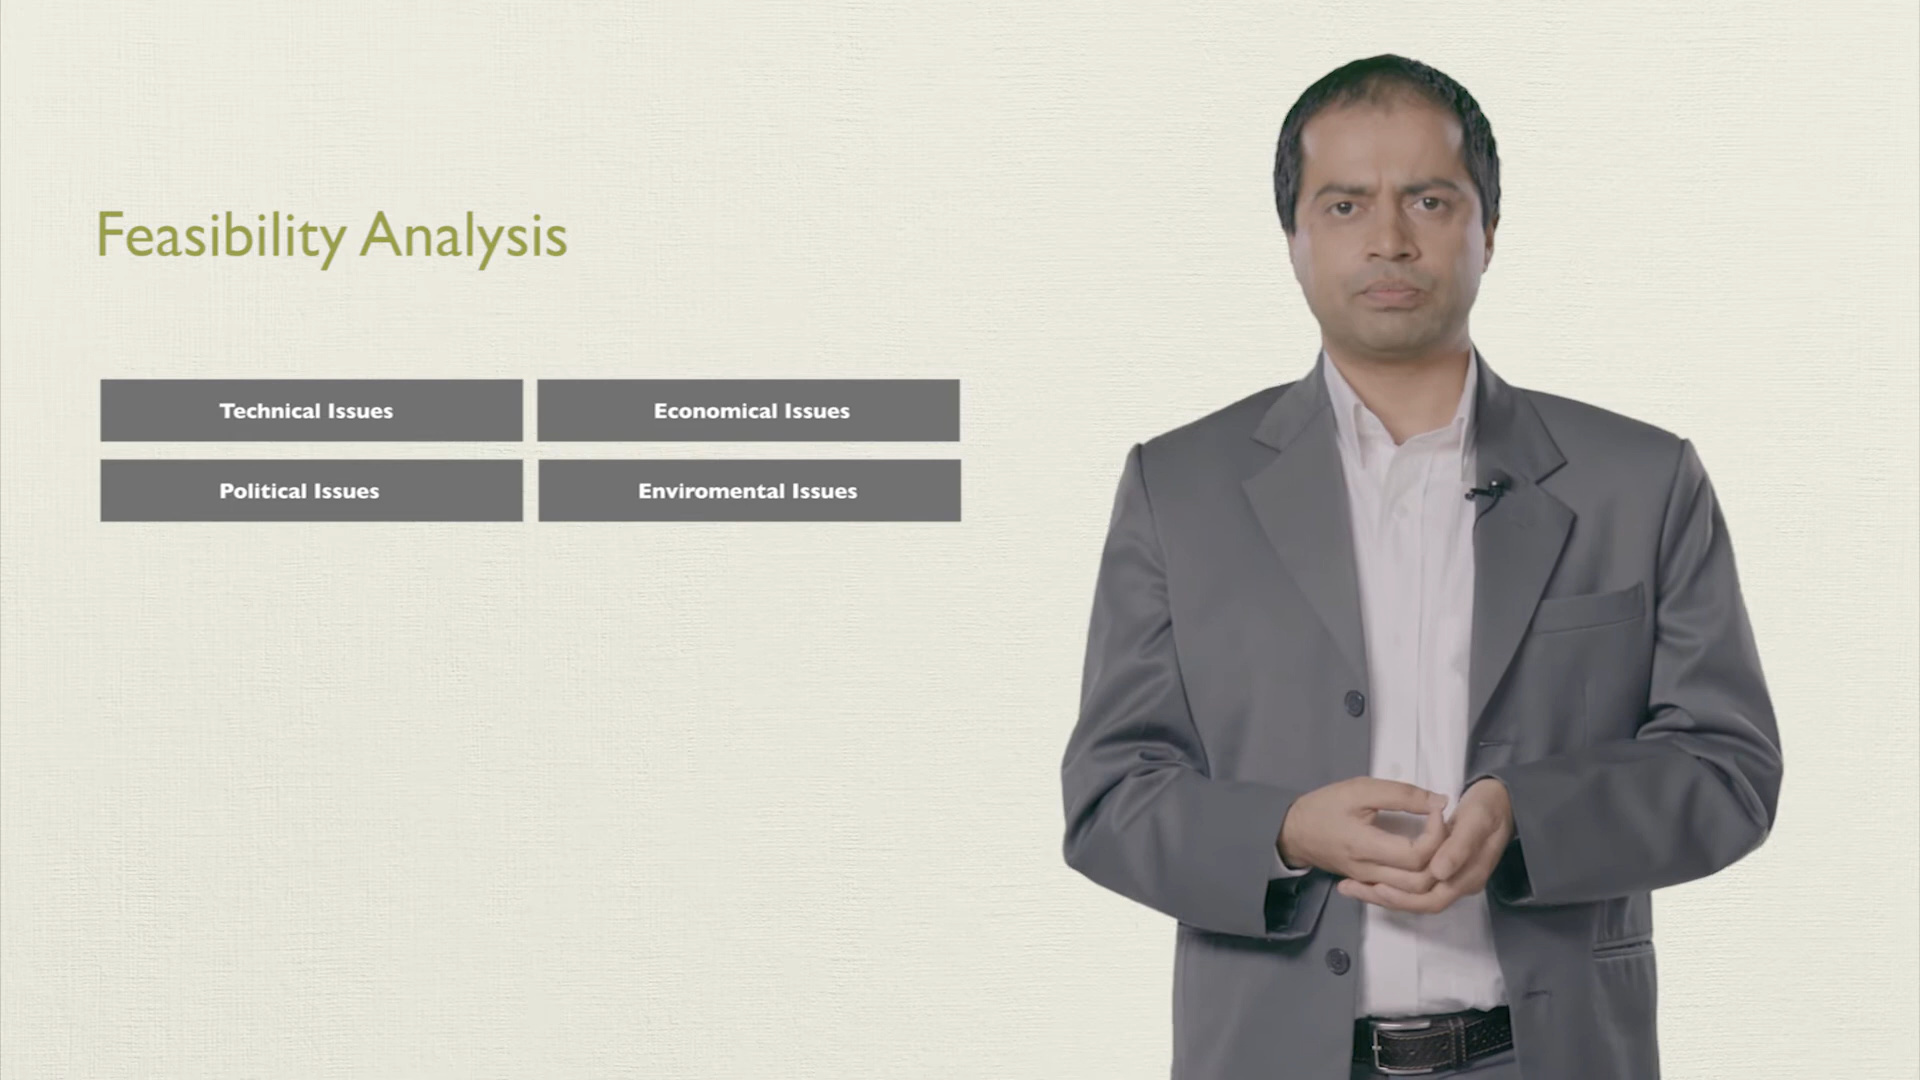 Feasibility Analysis
Technical Issues
Economical Issues
Political Issues
Enviromental Issues